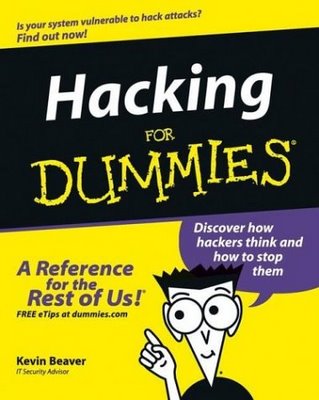 Is your system vulnerable to hack attacks?
Find out now!
Hacking
FOR
DUMMIES®
Discover how
hackers think and
how to stop
them
A Reference
for the
Rest of Us!®
FREE eTips at dummies.com
Kevin Beaver
IT Security Advisor